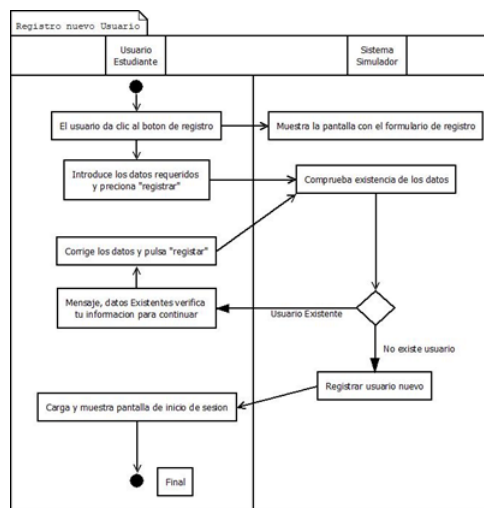 Registro nuevo Usuario
Usuario
Estudiante
Sistema
Simulador
El usuario da clic al boton de registro
Muestra la pantalla con el formulario de registro
Introduce los datos requeridos
y preciona "registrar"
Comprueba existencia de los datos
Corrige los datos y pulsa "registar"
Mensaje, datos Existentes verifica
tu informacion para continuar
Usuario Existente
No existe usuario
Registrar usuario nuevo
Carga y muestra pantalla de inicio de sesion
Final